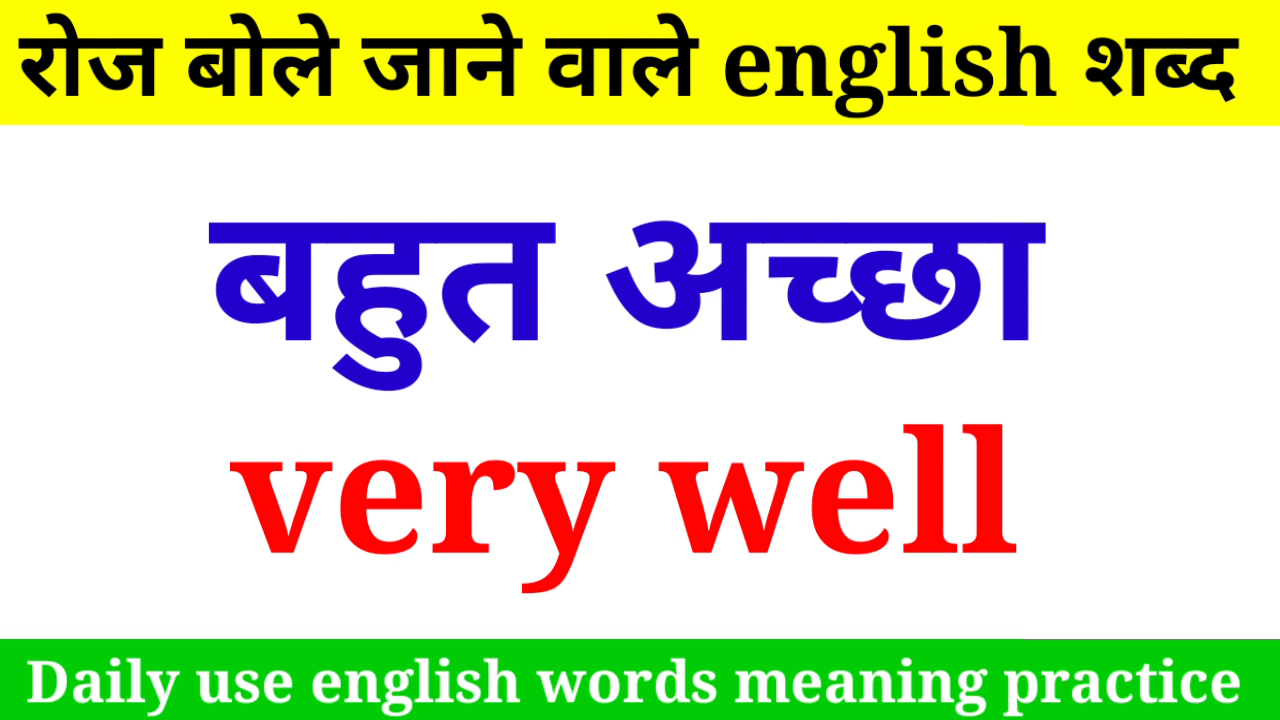 रोज बोले जाने वाले english शब्द
बहुत अच्छा
very well
Daily use english words meaning practice